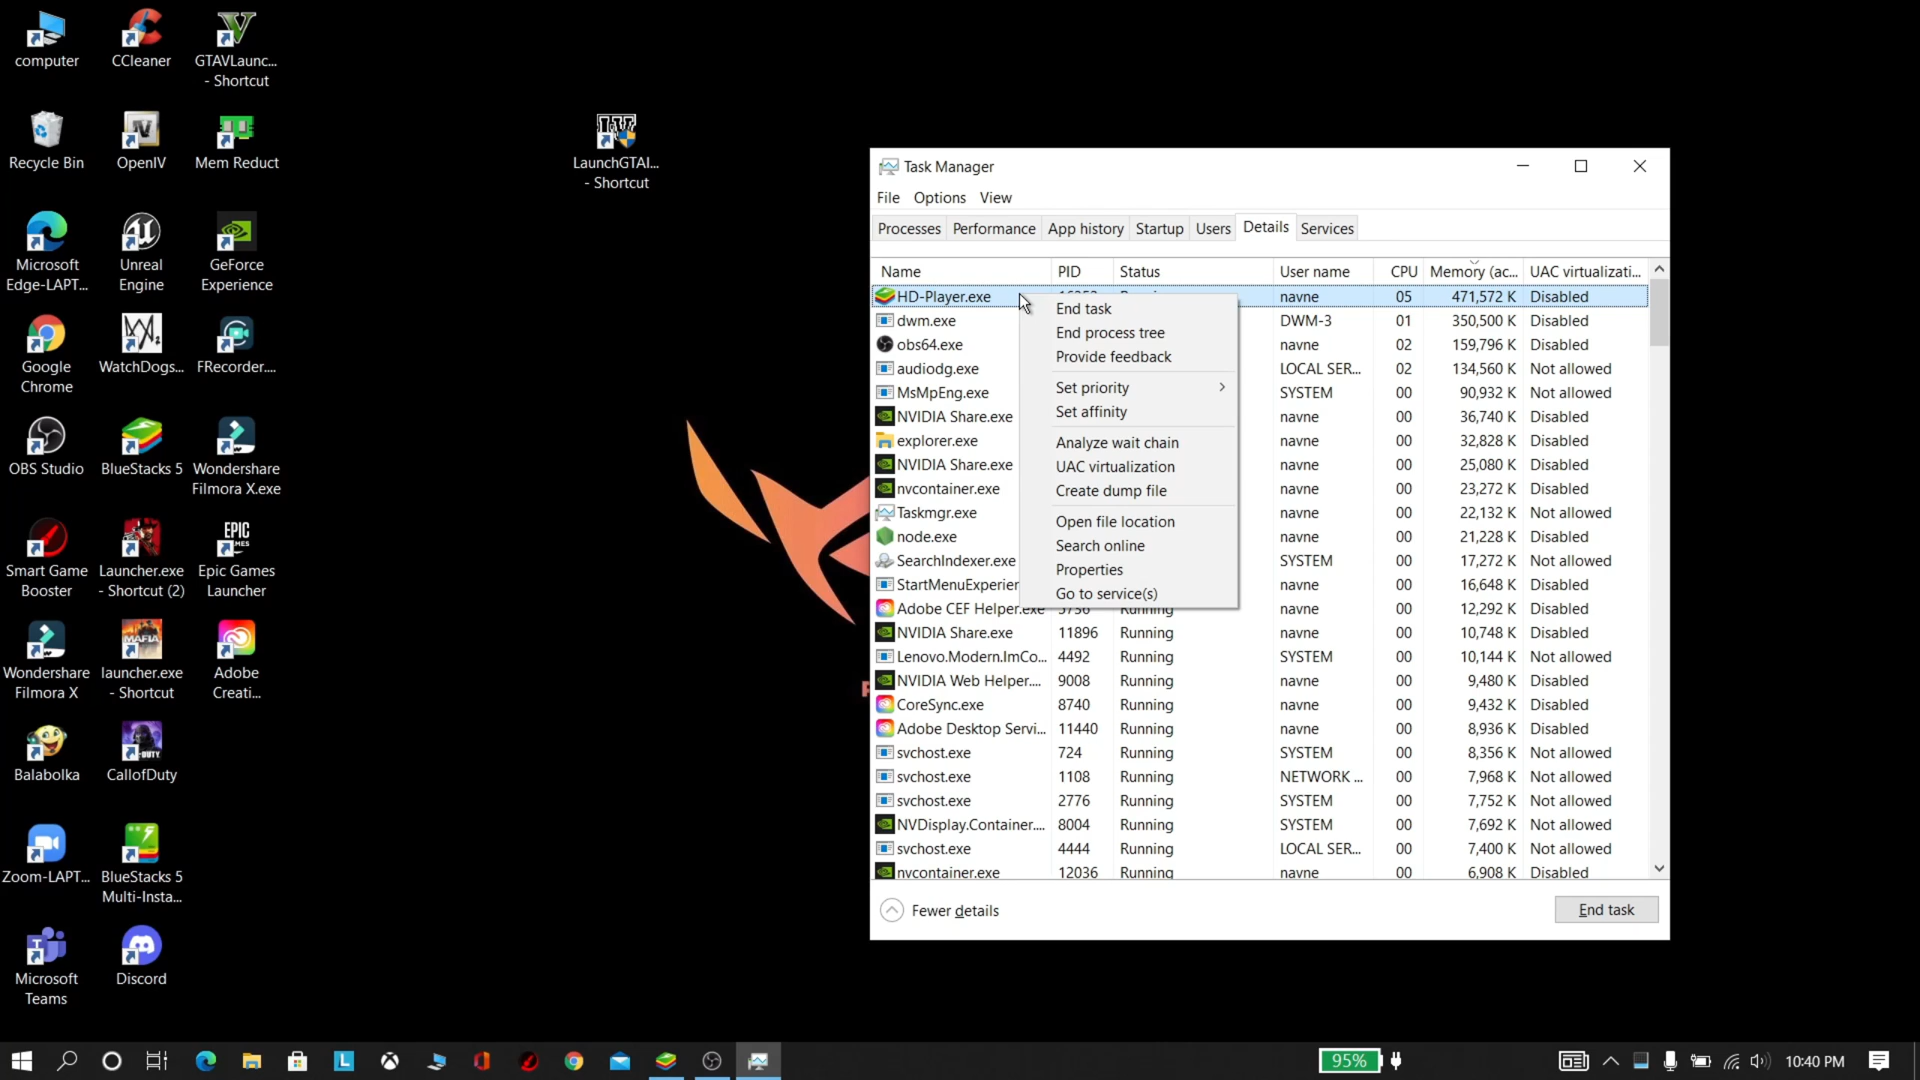 computer
CCleaner
GTAVLaunc...
- Shortcut
Recycle Bin
OpenIV
Mem Reduct
LaunchGTAI...
- Shortcut
Microsoft
Edge-LAPT...
Unreal
Engine
GeForce
Experience
Google
Chrome
WatchDogs...
FRecorder....
OBS Studio
BlueStacks 5
Wondershare
Filmora X.exe
Smart Game
Booster
Launcher.exe
- Shortcut (2)
EPIC
GAMES
Epic Games
Launcher
Wondershare
Filmora X
MAFIA
launcher.exe
- Shortcut
Adobe
Creati...
Balabolka
CallofDuty
Zoom-LAPT...
BlueStacks 5
Multi-Insta...
Microsoft
Teams
Discord
Task Manager
File Options View
Processes Performance App history Startup Users Details Services
Name PID Status User name CPU Memory (ac... UAC virtualizati...
HD-Player.exe navne 05 471,572 K Disabled
dwm.exe DWM-3 01 350,500 K Disabled
obs64.exe navne 02 159,796 K Disabled
audiodg.exe LOCAL SER... 02 134,560 K Not allowed
MsMpEng.exe SYSTEM 00 90,932 K Not allowed
NVIDIA Share.exe navne 00 36,740 K Disabled
explorer.exe navne 00 32,828 K Disabled
NVIDIA Share.exe navne 00 25,080 K Disabled
nvcontainer.exe navne 00 23,272 K Disabled
Taskmgr.exe navne 00 22,132 K Not allowed
node.exe navne 00 21,228 K Disabled
SearchIndexer.exe SYSTEM 00 17,272 K Not allowed
StartMenuExperier navne 00 16,648 K Disabled
Adobe CEF Helper.exe 5756 Running navne 00 12,292 K Disabled
NVIDIA Share.exe 11896 Running navne 00 10,748 K Disabled
Lenovo.Modern.ImCo... 4492 Running SYSTEM 00 10,144 K Not allowed
NVIDIA Web Helper.... 9008 Running navne 00 9,480 K Disabled
CoreSync.exe 8740 Running navne 00 9,432 K Disabled
Adobe Desktop Servi... 11440 Running navne 00 8,936 K Disabled
svchost.exe 724 Running SYSTEM 00 8,356 K Not allowed
svchost.exe 1108 Running NETWORK ... 00 7,968 K Not allowed
svchost.exe 2776 Running SYSTEM 00 7,752 K Not allowed
NVDisplay.Container.... 8004 Running SYSTEM 00 7,692 K Not allowed
svchost.exe 4444 Running LOCAL SER... 00 7,400 K Not allowed
nvcontainer.exe 12036 Running navne 00 6,908 K Disabled
End task
End process tree
Provide feedback
Set priority
Set affinity
Analyze wait chain
UAC virtualization
Create dump file
Open file location
Search online
Properties
Go to service(s)
Fewer details
End task
95%
10:40 PM